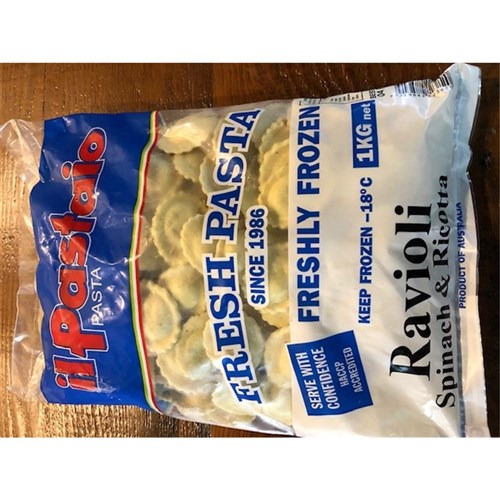 il Pastaio
PASTA
FRESH PASTA
SINCE 1986
FRESHLY FROZEN
KEEP FROZEN -18°C
1KG net
SERVE WITH
CONFIDENCE
HACCP
ACCREDITED
Ravioli
Spinach & Ricotta
PRODUCT OF AUSTRALIA